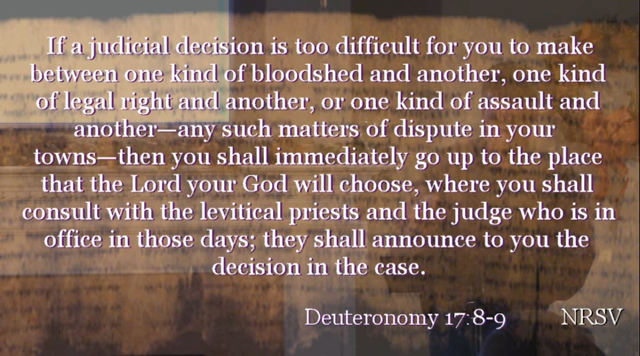 If a judicial decision is too difficult for you to make
between one kind of bloodshed and another, one kind
of legal right and another, or one kind of assault and
another—any such matters of dispute in your
towns—then you shall immediately go up to the place
that the Lord your God will choose, where you shall
consult with the levitical priests and the judge who is in
office in those days; they shall announce to you the
decision in the case.
Deuteronomy 17:8-9 NRSV